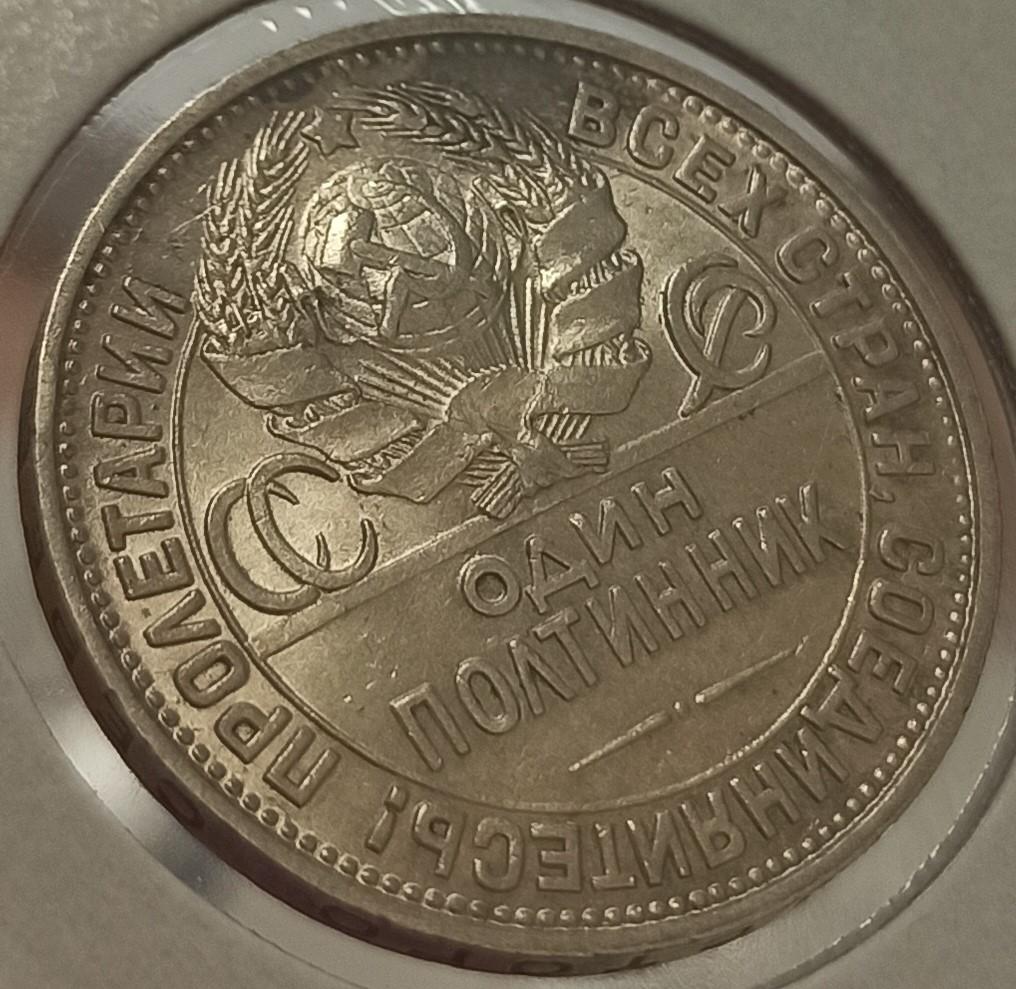 ПРОЛЕТАРИИ ВСЕХ СТРАН, СОЕДИНЯЙТЕСЬ!
СССР
ОДИН
ПОЛТИННИК